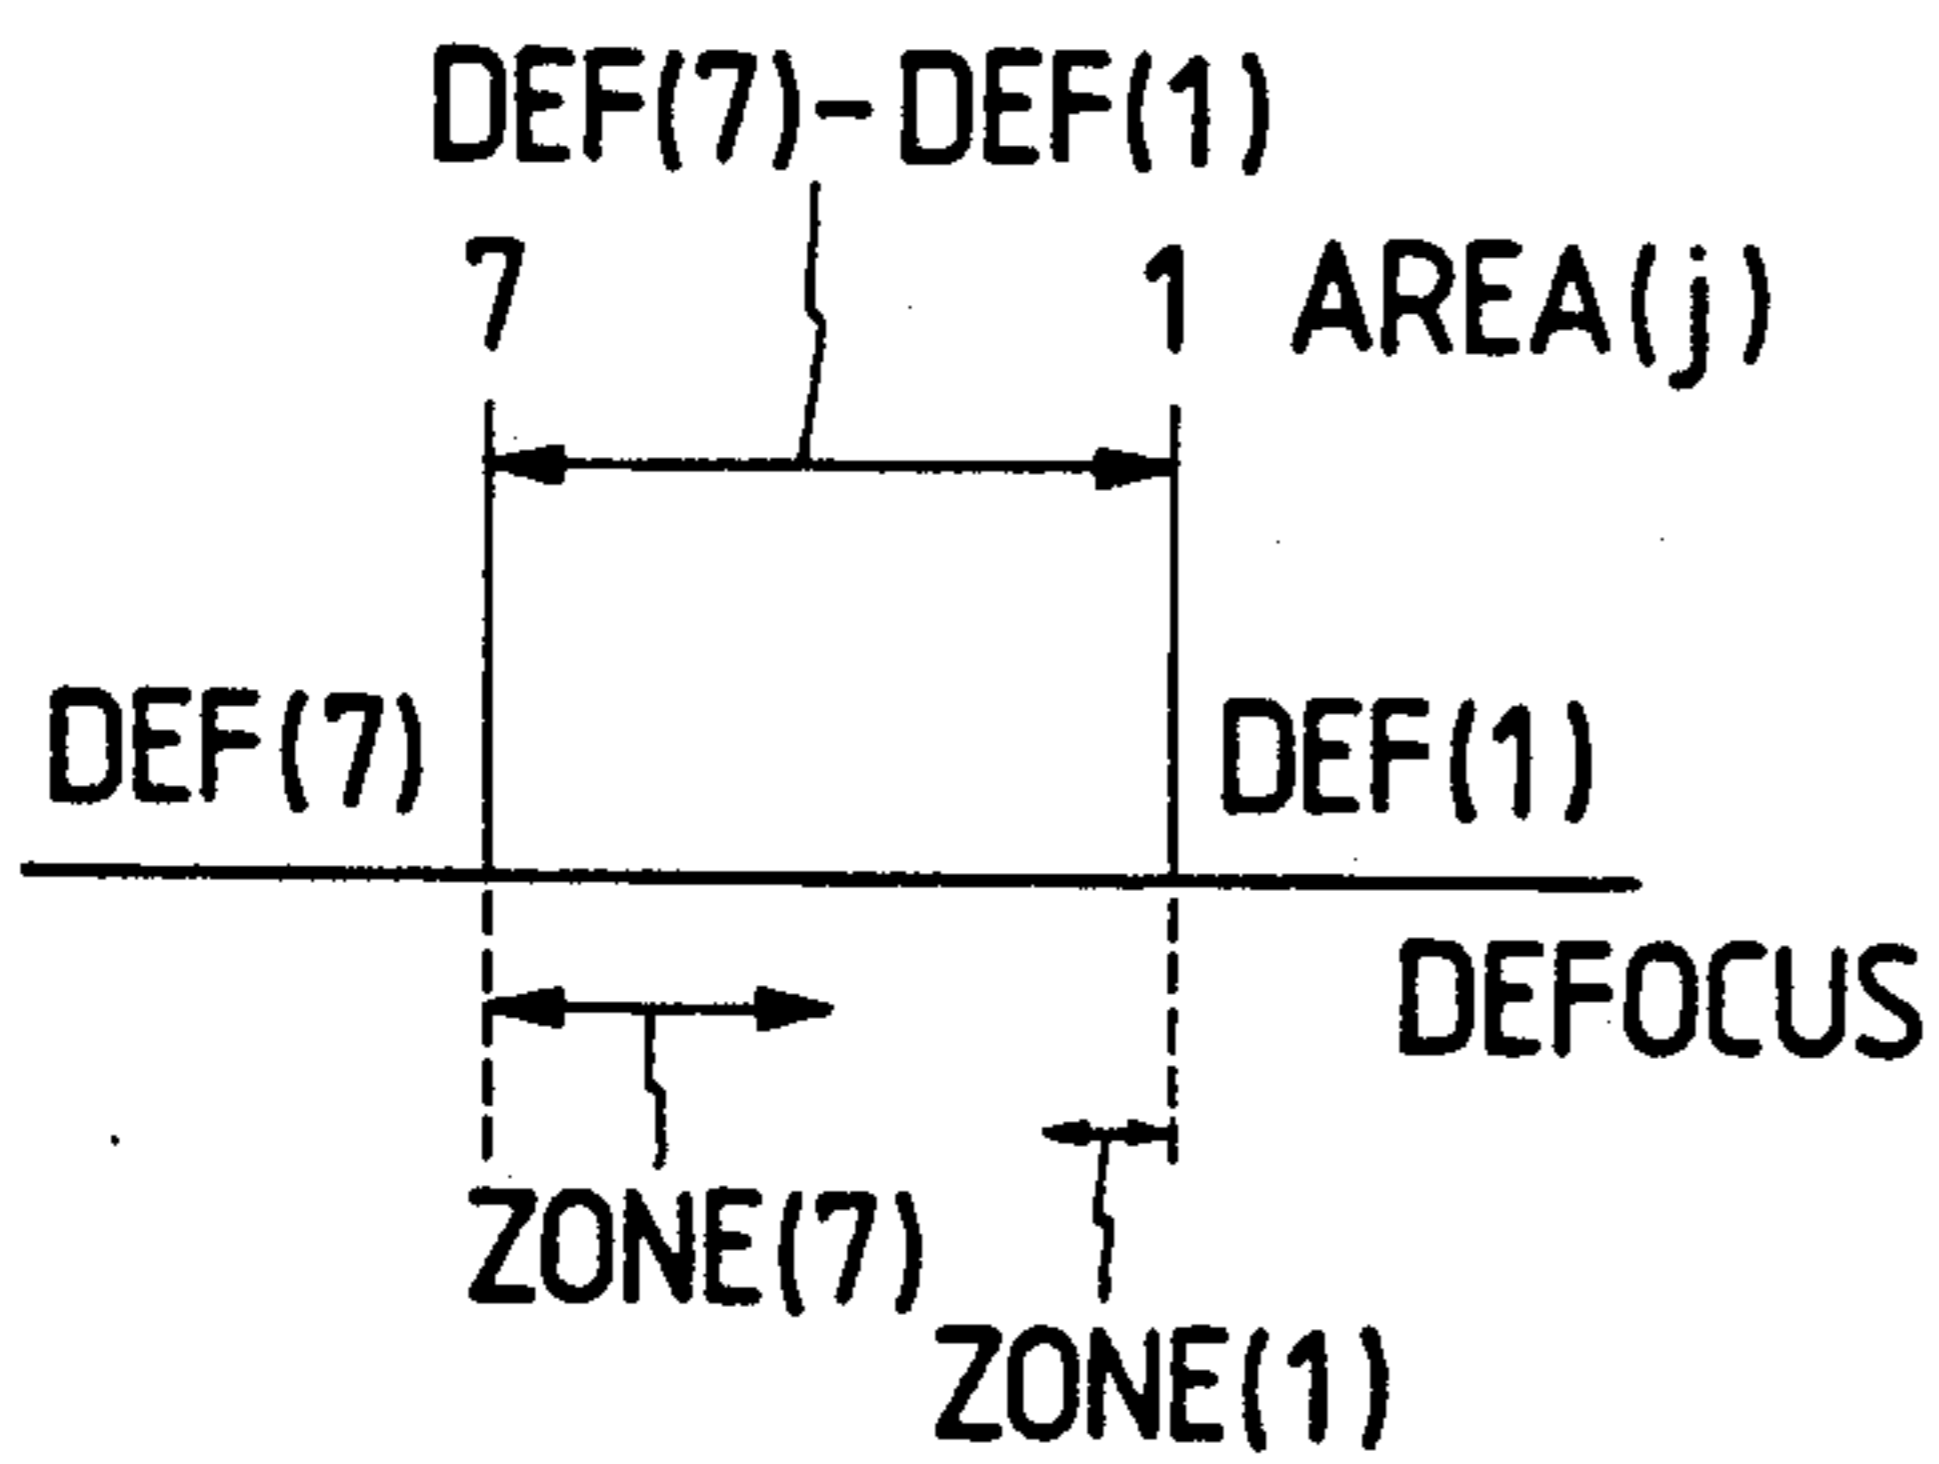 DEF(7)-DEF(1)
7 1 AREA(j)
DEF(7) DEF(1)
DEFOCUS
ZONE(7)
ZONE(1)